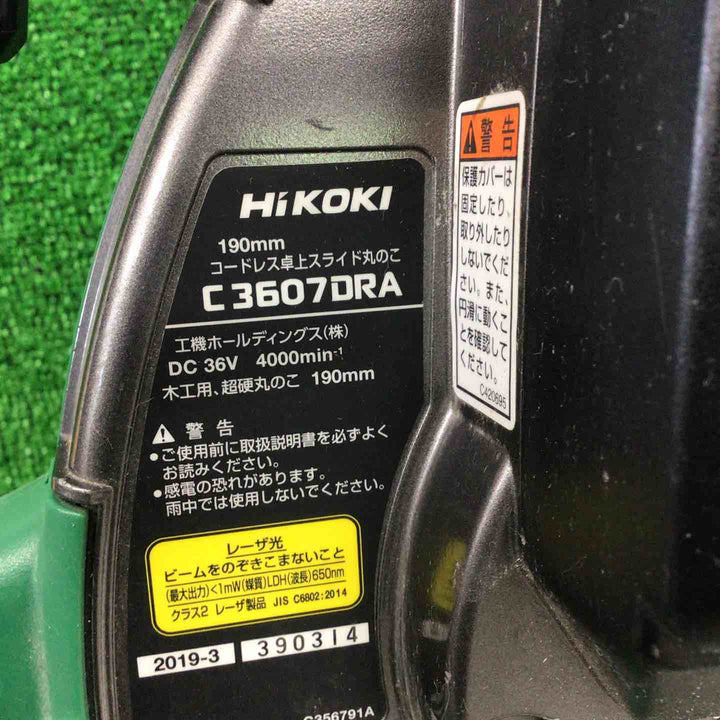 HiKOKI
190mm
コードレス卓上スライド丸のこ
C 3607DRA
工機ホールディングス(株)
DC 36V 4000min⁻¹
木工用、超硬丸のこ 190mm
⚠ 警告
●ご使用前に取扱説明書を必ずよく
お読みください。
●感電の恐れがあります。
雨中では使用しないでください。
レーザ光
ビームをのぞきこまないこと
(最大出力)<1mW(媒質)LDH(波長)650nm
クラス2 レーザ製品 JIS C6802:2014
2019-3 390314
C356791A
⚠警告
保護カバーは
固定したり、
取り外したり
しないでくだ
さい。また、
円滑に動くこ
とを確認して
ください。
C420695